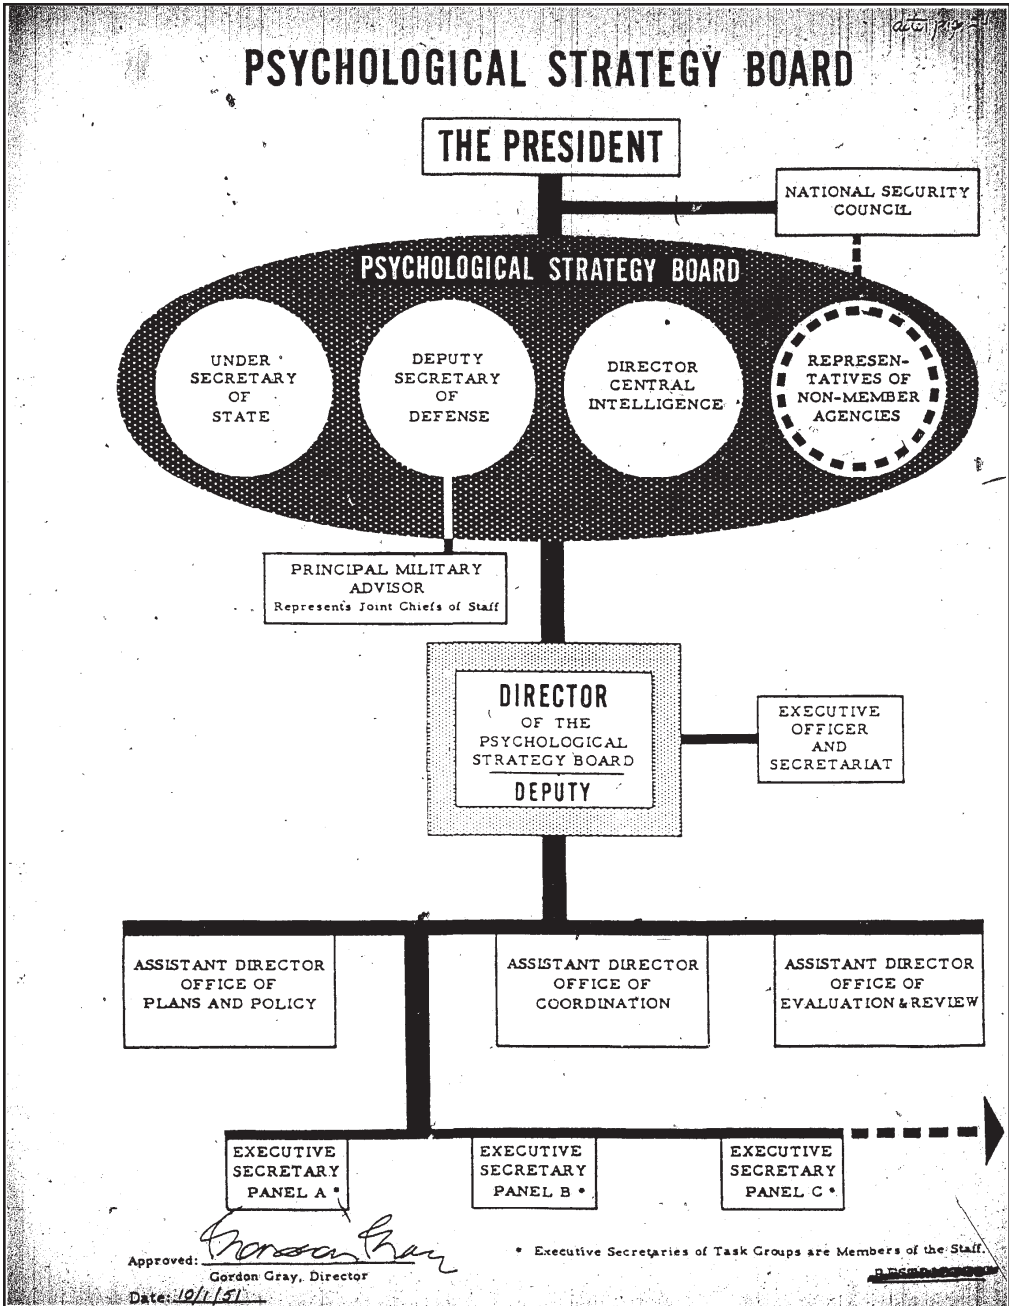 PSYCHOLOGICAL STRATEGY BOARD
THE PRESIDENT
NATIONAL SECURITY
COUNCIL
PSYCHOLOGICAL STRATEGY BOARD
UNDER
SECRETARY
OF
STATE
DEPUTY
SECRETARY
OF
DEFENSE
DIRECTOR
CENTRAL
INTELLIGENCE
REPRESEN-
TATIVES OF
NON-MEMBER
AGENCIES
PRINCIPAL MILITARY
ADVISOR
Represents Joint Chiefs of Staff
DIRECTOR
OF THE
PSYCHOLOGICAL
STRATEGY BOARD
DEPUTY
EXECUTIVE
OFFICER
AND
SECRETARIAT
ASSISTANT DIRECTOR
OFFICE OF
PLANS AND POLICY
ASSISTANT DIRECTOR
OFFICE OF
COORDINATION
ASSISTANT DIRECTOR
OFFICE OF
EVALUATION & REVIEW
EXECUTIVE
SECRETARY
PANEL A *
EXECUTIVE
SECRETARY
PANEL B *
EXECUTIVE
SECRETARY
PANEL C *
* Executive Secretaries of Task Groups are Members of the Staff.
Approved: Gordon Gray
Gordon Gray, Director
Date: 10/1/51